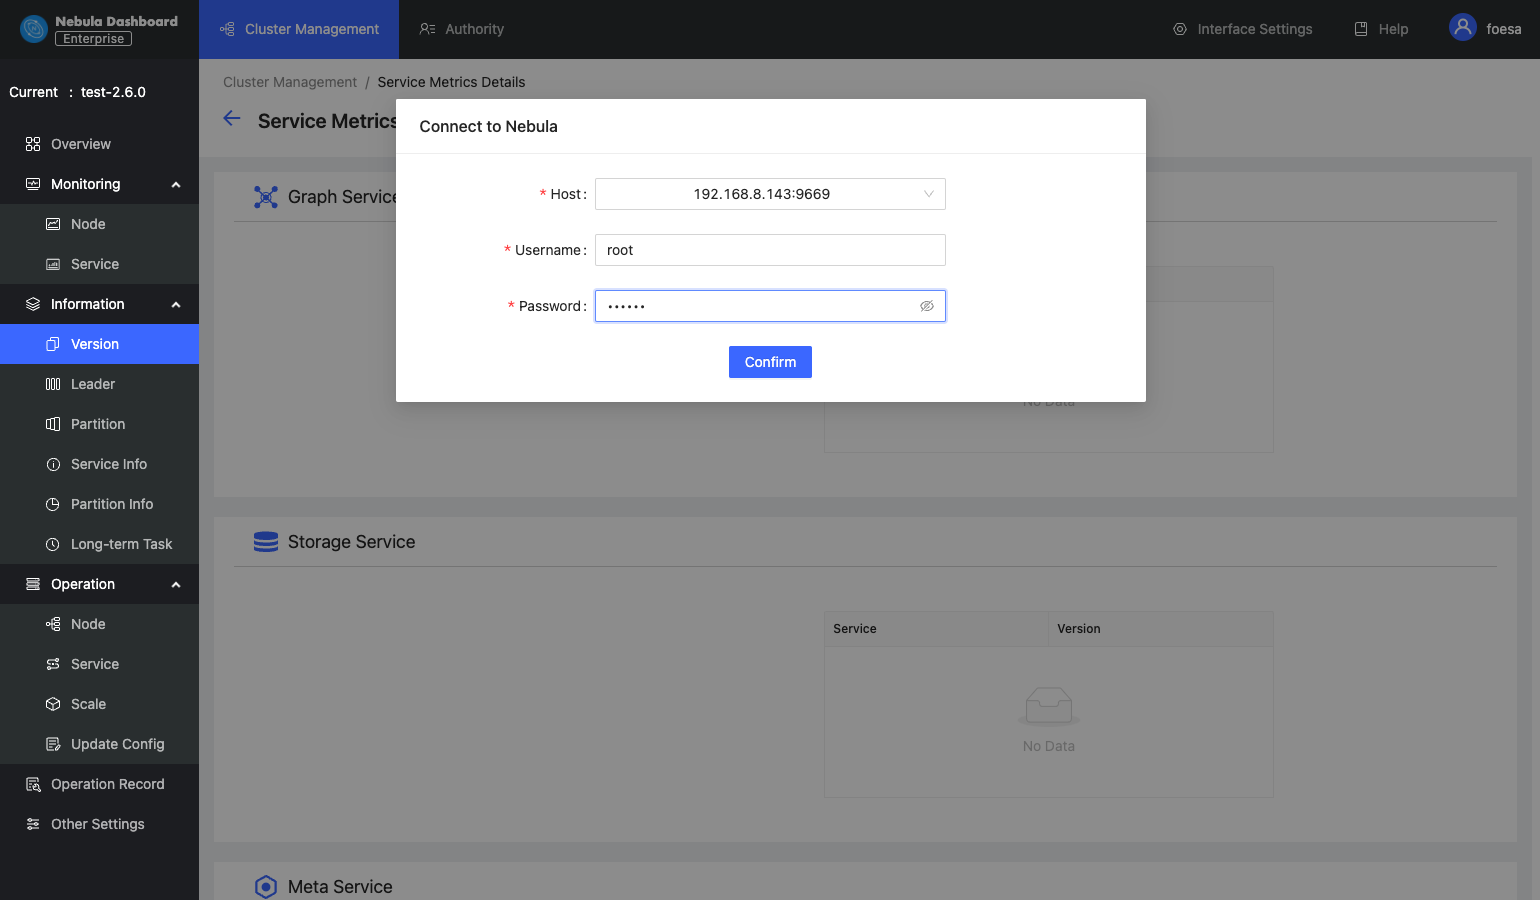 Nebula Dashboard
Enterprise
Cluster Management
Authority
Interface Settings
Help
foesa
Current : test-2.6.0
Overview
Monitoring
Node
Service
Information
Version
Leader
Partition
Service Info
Partition Info
Long-term Task
Operation
Node
Service
Scale
Update Config
Operation Record
Other Settings
Cluster Management / Service Metrics Details
Service Metrics
Connect to Nebula
* Host: 192.168.8.143:9669
* Username: root
* Password: ••••••
Confirm
Graph Service
No Data
Storage Service
Service Version
No Data
Meta Service